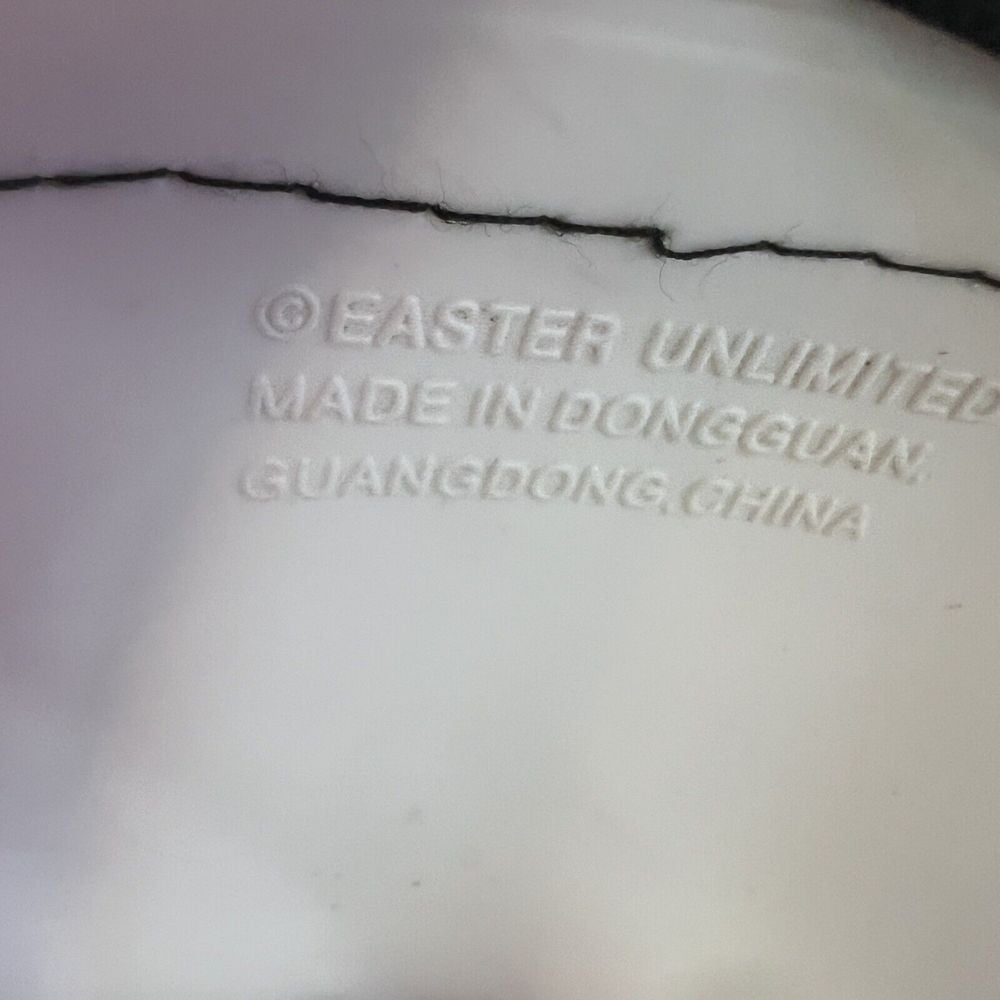 © EASTER UNLIMITED
MADE IN DONGGUAN,
GUANGDONG, CHINA